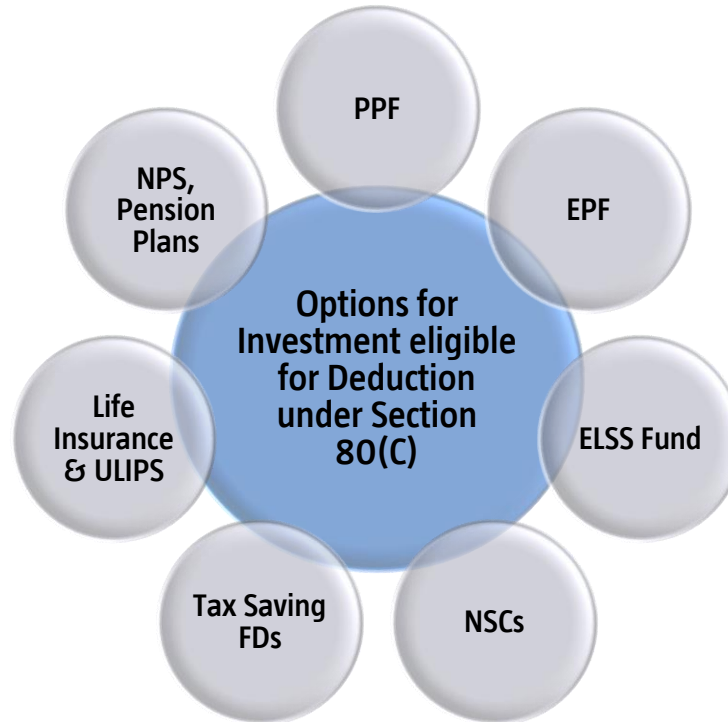 PPF
EPF
ELSS Fund
NSCs
Tax Saving
FDs
Life
Insurance
& ULIPS
NPS,
Pension
Plans
Options for
Investment eligible
for Deduction
under Section
80(C)